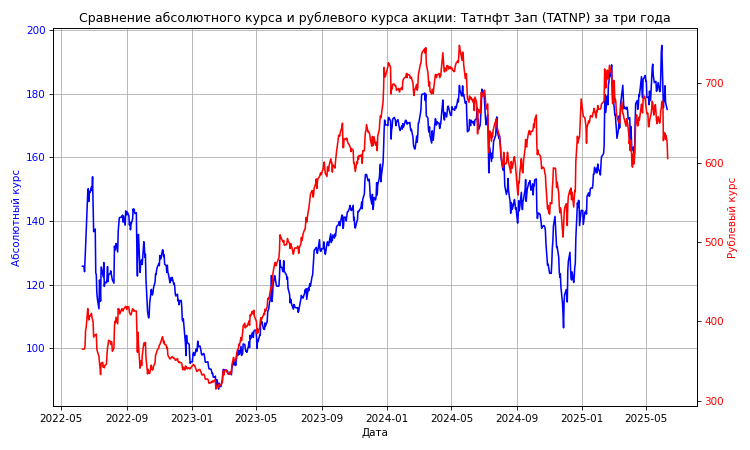 Сравнение абсолютного курса и рублевого курса акции: Татнфт 3ап (TATNP) за три года
200
180
160
140
120
100
Абсолютный курс
700
600
500
400
300
Рублевый курс
2022-05 2022-09 2023-01 2023-05 2023-09 2024-01 2024-05 2024-09 2025-01 2025-05
Дата